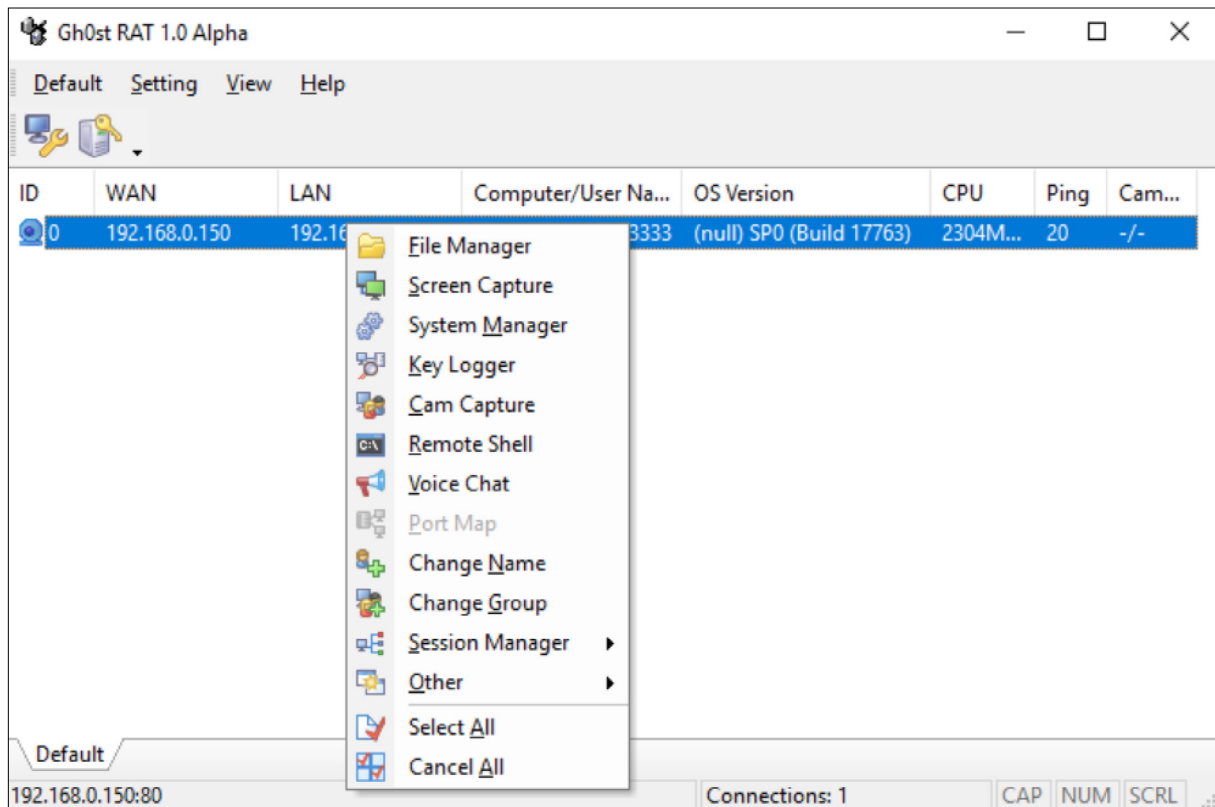 Gh0st RAT 1.0 Alpha
Default Setting View Help
ID WAN LAN Computer/User Na... OS Version CPU Ping Cam...
0 192.168.0.150 192.16 3333 (null) SP0 (Build 17763) 2304M... 20 -/-
File Manager
Screen Capture
System Manager
Key Logger
Cam Capture
C:\
Remote Shell
Voice Chat
Port Map
Change Name
Change Group
Session Manager
Other
Select All
Cancel All
Default
192.168.0.150:80 Connections: 1 CAP NUM SCRL